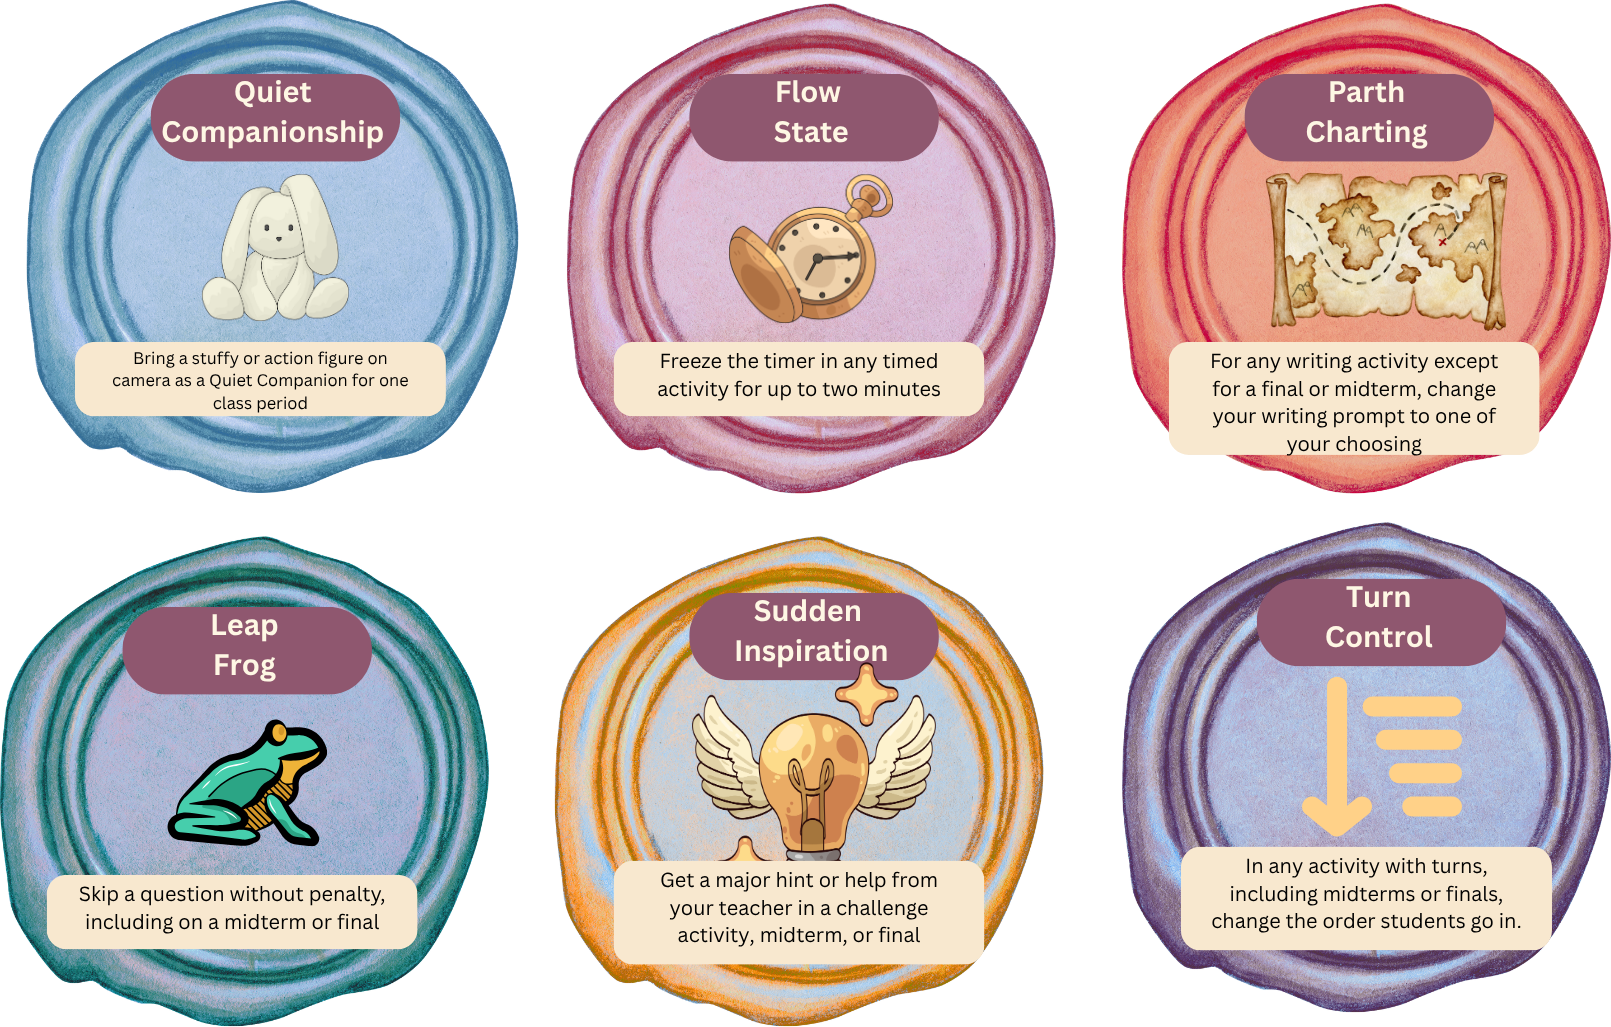 Quiet
Companionship
Bring a stuffy or action figure on
camera as a Quiet Companion for one
class period
Flow
State
Freeze the timer in any timed
activity for up to two minutes
Parth
Charting
For any writing activity except
for a final or midterm, change
your writing prompt to one of
your choosing
Leap
Frog
Skip a question without penalty,
including on a midterm or final
Sudden
Inspiration
Get a major hint or help from
your teacher in a challenge
activity, midterm, or final
Turn
Control
In any activity with turns,
including midterms or finals,
change the order students go in.